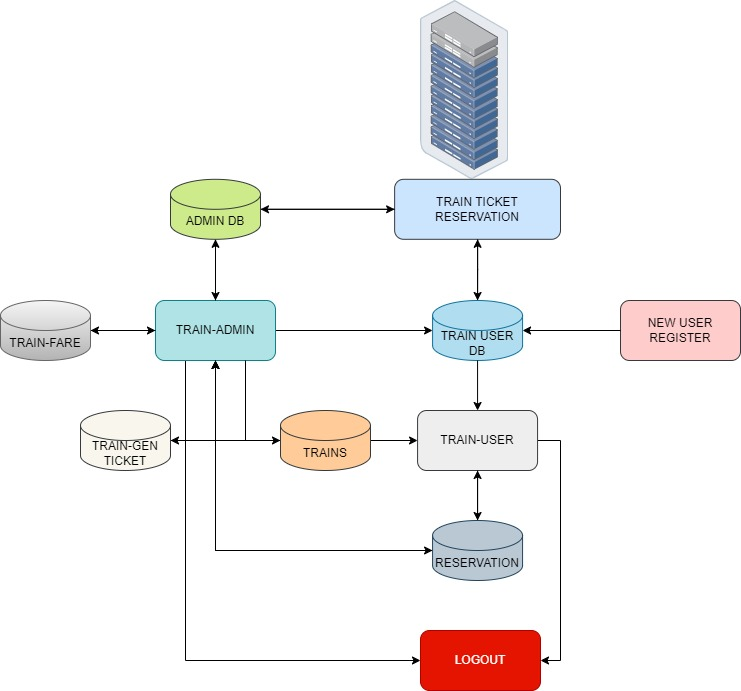 TRAIN TICKET
RESERVATION
ADMIN DB
TRAIN-FARE
TRAIN-ADMIN
TRAIN USER
DB
NEW USER
REGISTER
TRAIN-GEN
TICKET
TRAINS
TRAIN-USER
RESERVATION
LOGOUT